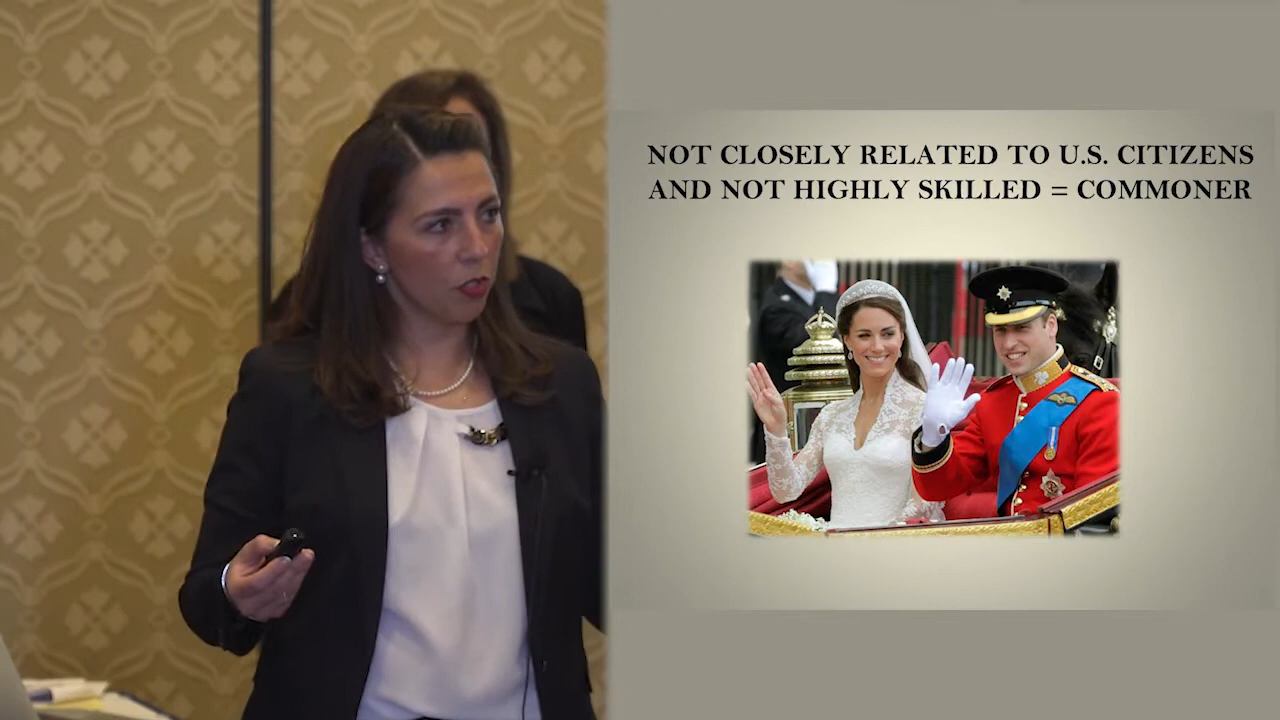 NOT CLOSELY RELATED TO U.S. CITIZENS
AND NOT HIGHLY SKILLED = COMMONER